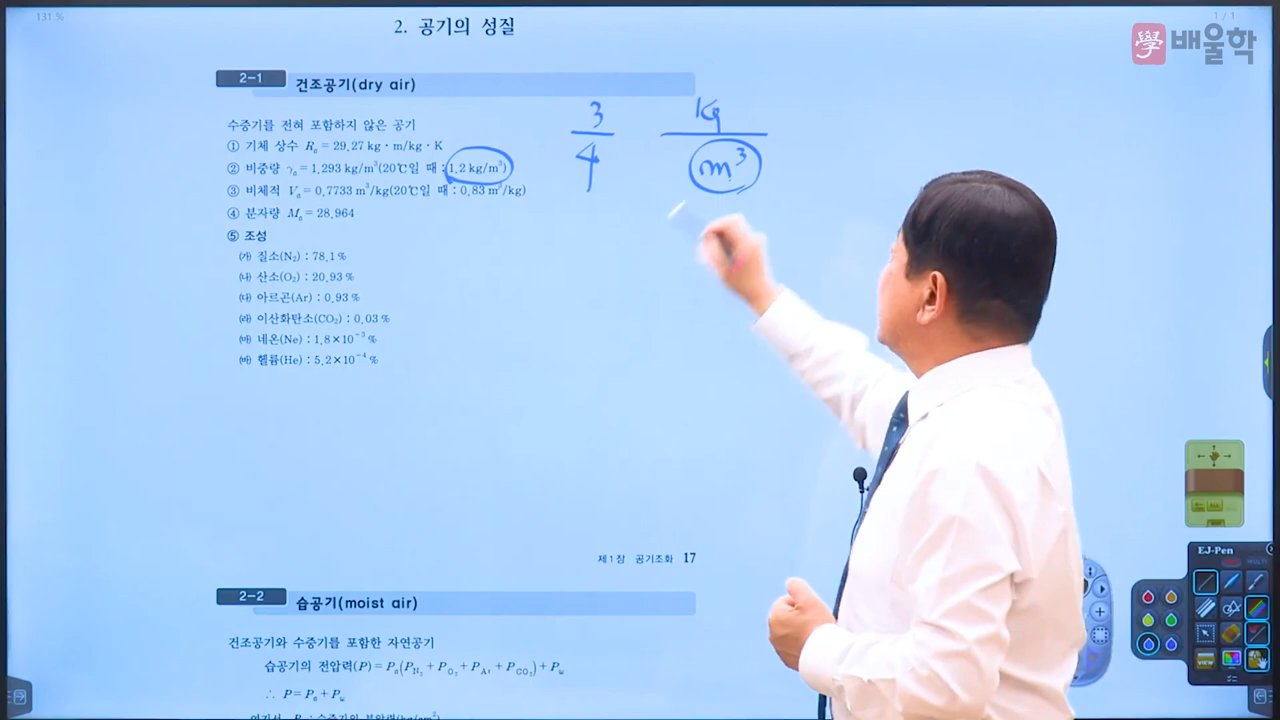 131 %
1 / 1
2. 공기의 성질
學 배울학
2-1 건조공기(dry air)
수증기를 전혀 포함하지 않은 공기
① 기체 상수 Rₐ = 29.27 kg · m/kg · K
② 비중량 γₐ = 1.293 kg/m³(20℃일 때 : 1.2 kg/m³)
③ 비체적 Vₐ = 0.7733 m³/kg(20℃일 때 : 0.83 m³/kg)
④ 분자량 Mₐ = 28.964
⑤ 조성
㈎ 질소(N₂) : 78.1 %
㈏ 산소(O₂) : 20.93 %
㈐ 아르곤(Ar) : 0.93 %
㈑ 이산화탄소(CO₂) : 0.03 %
㈒ 네온(Ne) : 1.8×10⁻³ %
㈓ 헬륨(He) : 5.2×10⁻⁴ %
3
4
kg
m³
제1장 공기조화 17
2-2 습공기(moist air)
건조공기와 수증기를 포함한 자연공기
습공기의 전압력(P) = Pₐ(P_N₂ + P_O₂ + P_Ar + P_CO₂) + P_w
∴ P = Pₐ + P_w
EJ-Pen
VIEW